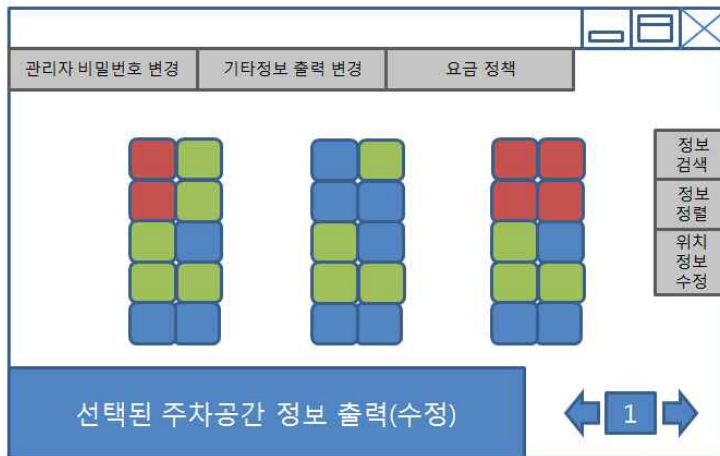 관리자 비밀번호 변경
기타정보 출력 변경
요금 정책
정보
검색
정보
정렬
위치
정보
수정
선택된 주차공간 정보 출력(수정)
1